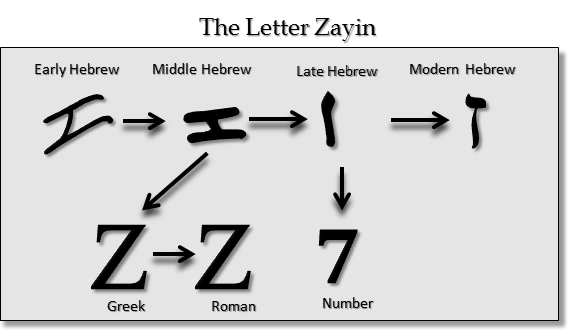 The Letter Zayin
Early Hebrew Middle Hebrew Late Hebrew Modern Hebrew
ז
Z Z 7
Greek Roman Number